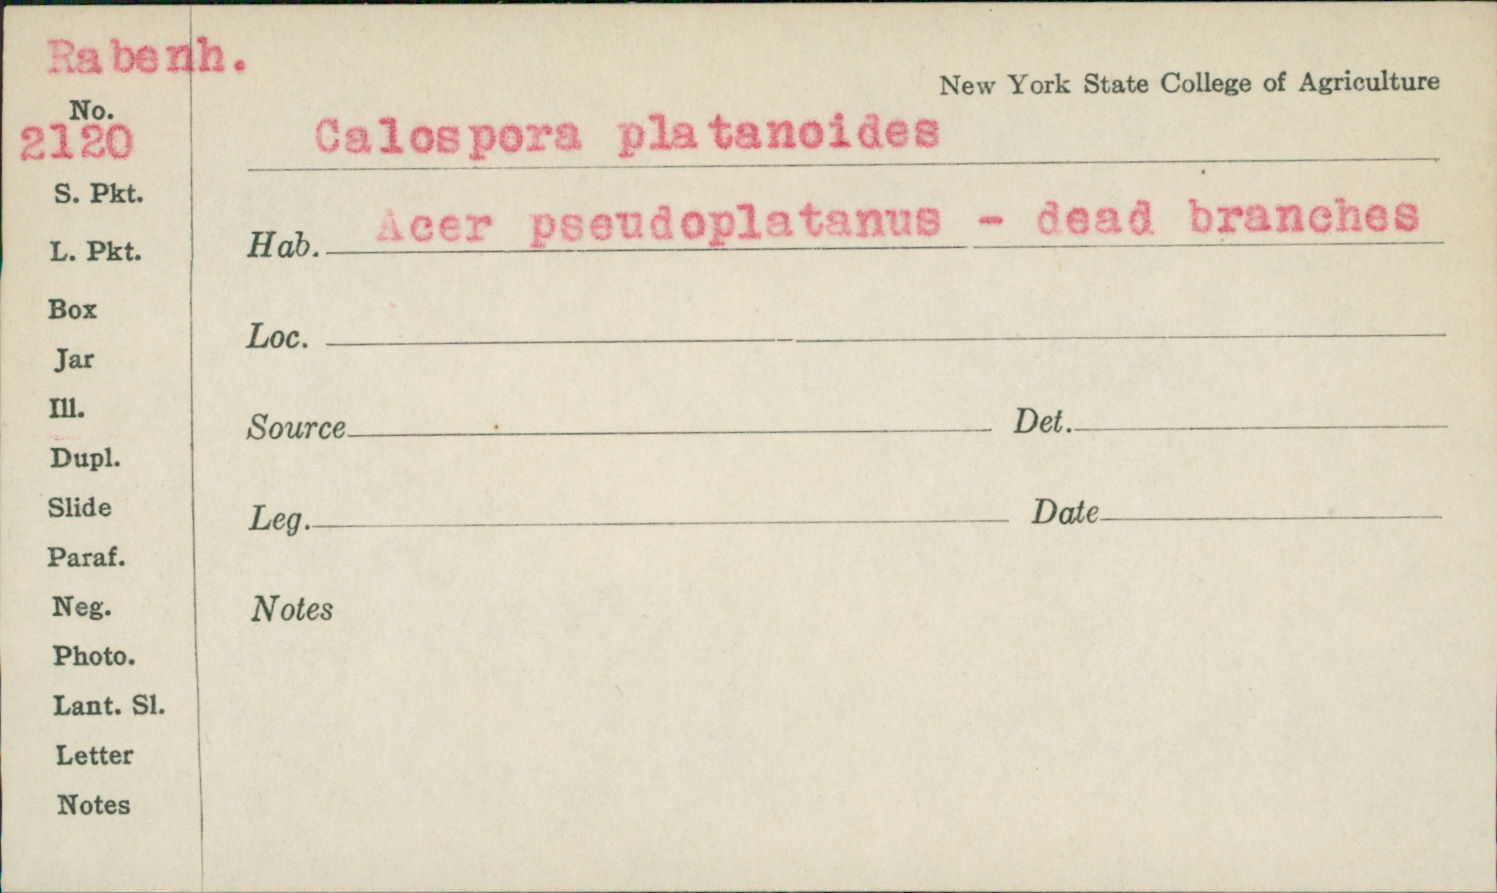 Rabenh.
New York State College of Agriculture
No.
2120
Calospora platanoides
S. Pkt.
Hab. Acer pseudoplatanus - dead branches
L. Pkt.
Box
Loc.
Jar
Ill.
Source Det.
Dupl.
Slide
Leg. Date
Paraf.
Neg.
Notes
Photo.
Lant. Sl.
Letter
Notes